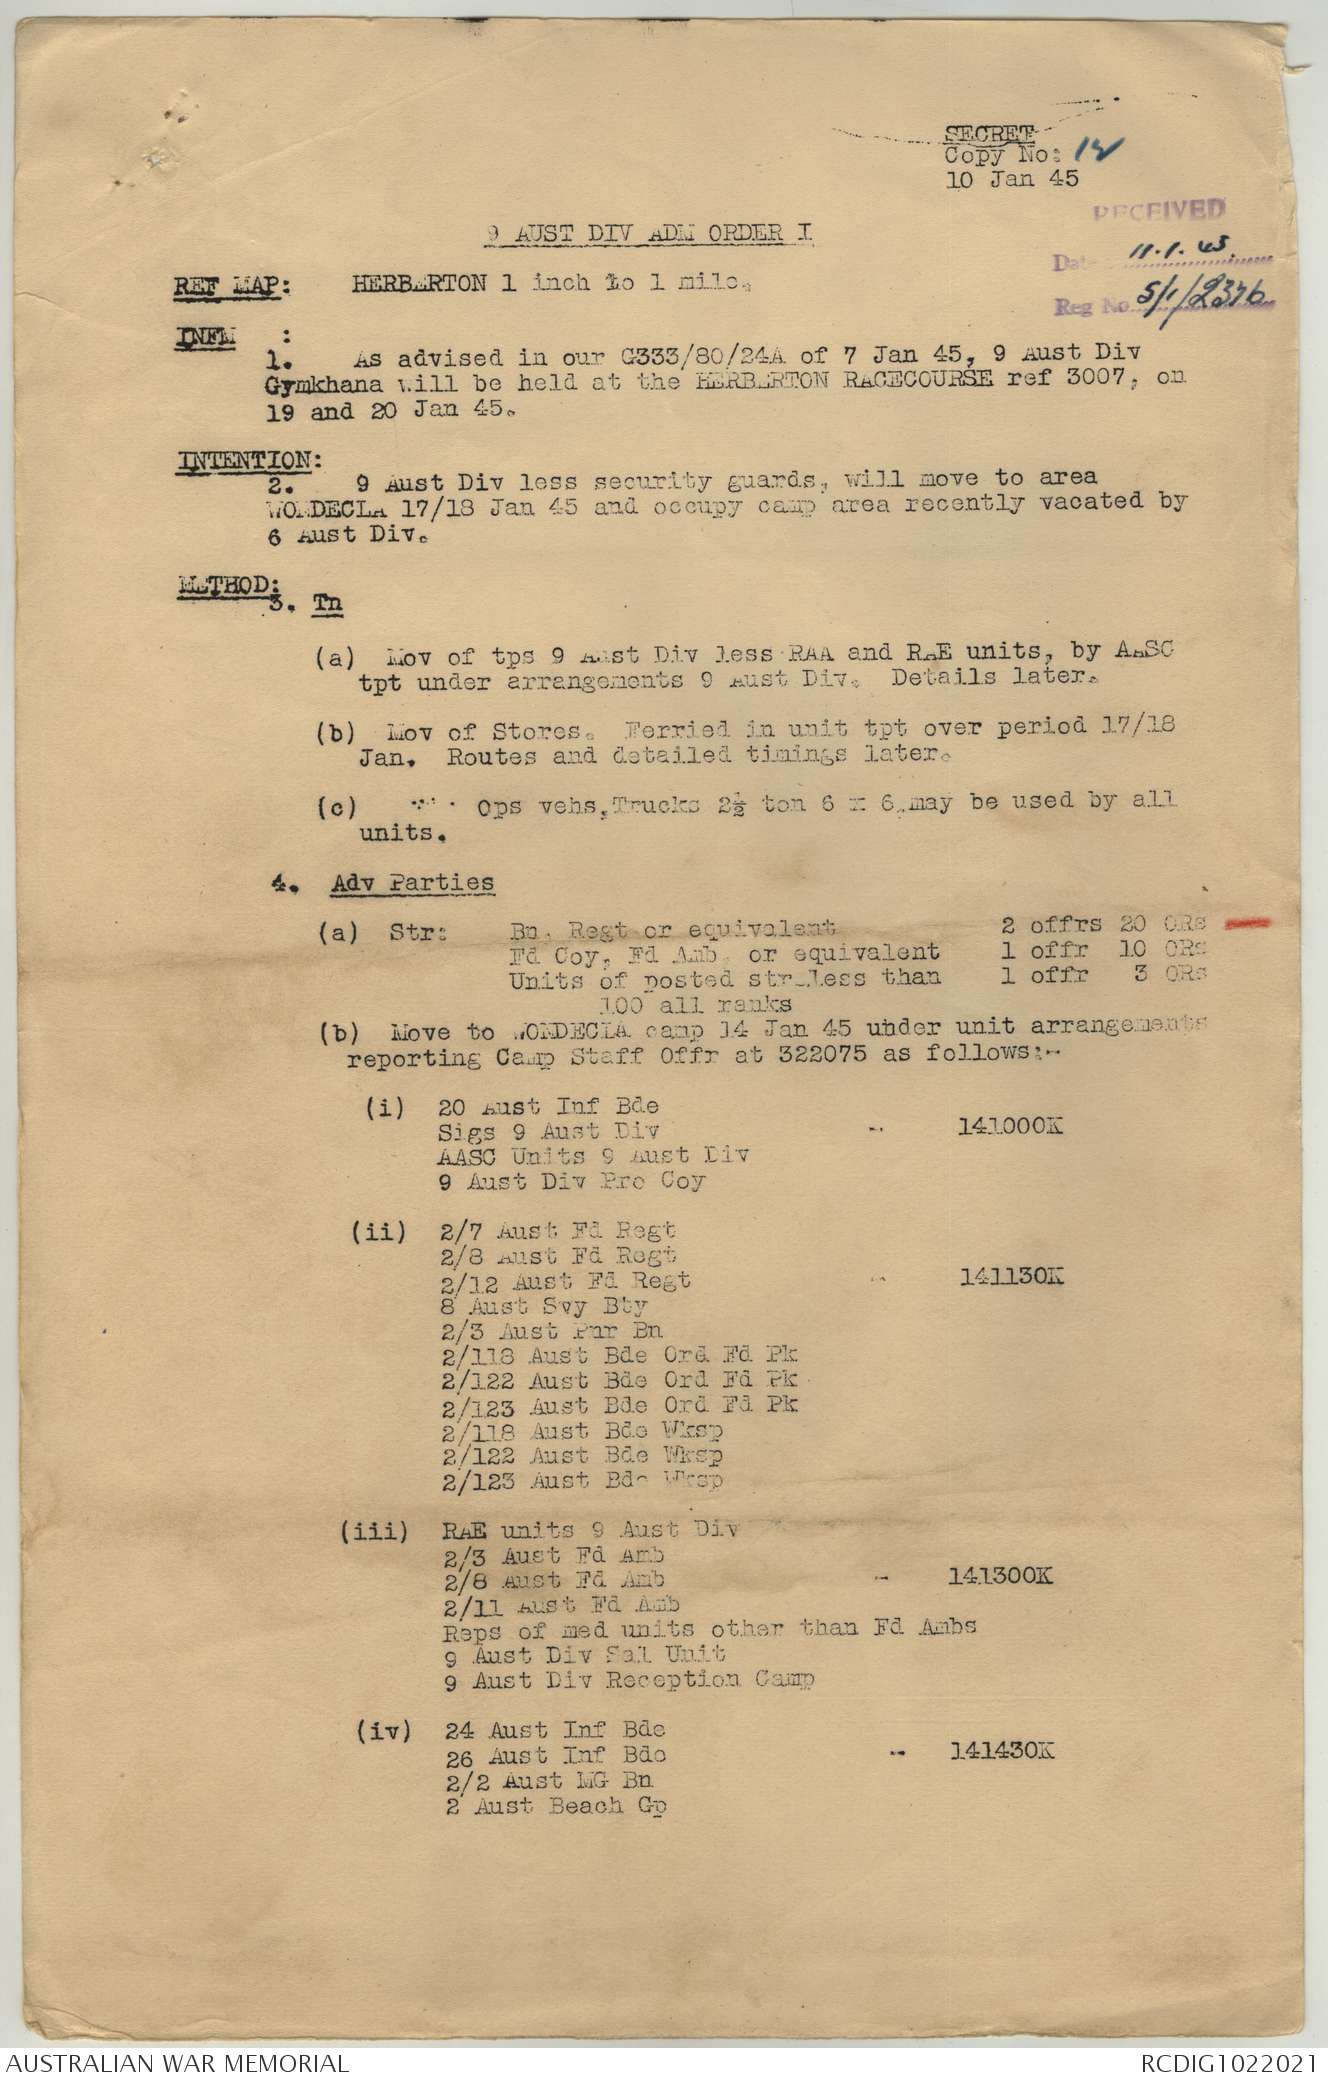 SECRET
Copy No: 12
10 Jan 45
RECEIVED
Date 11.1.45
Reg No 5/1/2376
9 AUST DIV ADM ORDER I
REF MAP: HERBERTON 1 inch to 1 mile.
INFM :
1. As advised in our G333/80/24A of 7 Jan 45, 9 Aust Div
Gymkhana will be held at the HERBERTON RACECOURSE ref 3007, on
19 and 20 Jan 45.
INTENTION:
2. 9 Aust Div less security guards, will move to area
WONDECLA 17/18 Jan 45 and occupy camp area recently vacated by
6 Aust Div.
METHOD:
3. Tn
(a) Mov of tps 9 Aust Div less RAA and RAE units, by AASC
tpt under arrangements 9 Aust Div. Details later.
(b) Mov of Stores. Ferried in unit tpt over period 17/18
Jan. Routes and detailed timings later.
(c) Ops vehs, Trucks 2½ ton 6 x 6, may be used by all
units.
4. Adv Parties
(a) Str: Bn, Regt or equivalent 2 offrs 20 ORs
Fd Coy, Fd Amb, or equivalent 1 offr 10 ORs
Units of posted str less than 1 offr 3 ORs
100 all ranks
(b) Move to WONDECLA camp 14 Jan 45 under unit arrangements
reporting Camp Staff Offr at 322075 as follows:-
(i) 20 Aust Inf Bde
Sigs 9 Aust Div - 141000K
AASC Units 9 Aust Div
9 Aust Div Pro Coy
(ii) 2/7 Aust Fd Regt
2/8 Aust Fd Regt
2/12 Aust Fd Regt - 141130K
8 Aust Svy Bty
2/3 Aust Pnr Bn
2/118 Aust Bde Ord Fd Pk
2/122 Aust Bde Ord Fd Pk
2/123 Aust Bde Ord Fd Pk
2/118 Aust Bde Wksp
2/122 Aust Bde Wksp
2/123 Aust Bde Wksp
(iii) RAE units 9 Aust Div
2/3 Aust Fd Amb
2/8 Aust Fd Amb - 141300K
2/11 Aust Fd Amb
Reps of med units other than Fd Ambs
9 Aust Div Sal Unit
9 Aust Div Reception Camp
(iv) 24 Aust Inf Bde
26 Aust Inf Bde - 141430K
2/2 Aust MG Bn
2 Aust Beach Gp
AUSTRALIAN WAR MEMORIAL
RCDIG1022021